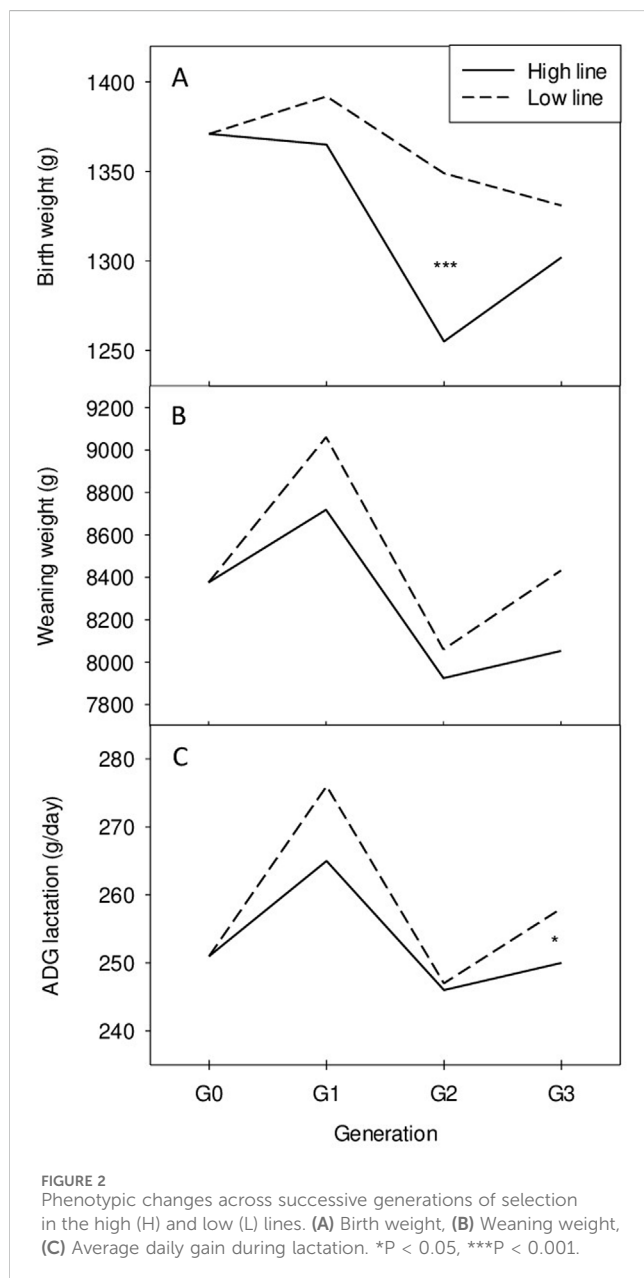 A
High line
Low line
1400
1350
1300
1250
Birth weight (g)
***
B
9200
9000
8800
8600
8400
8200
8000
7800
Weaning weight (g)
C
280
270
260
250
240
ADG lactation (g/day)
*
G0 G1 G2 G3
Generation
FIGURE 2
Phenotypic changes across successive generations of selection
in the high (H) and low (L) lines. (A) Birth weight, (B) Weaning weight,
(C) Average daily gain during lactation. *P < 0.05, ***P < 0.001.